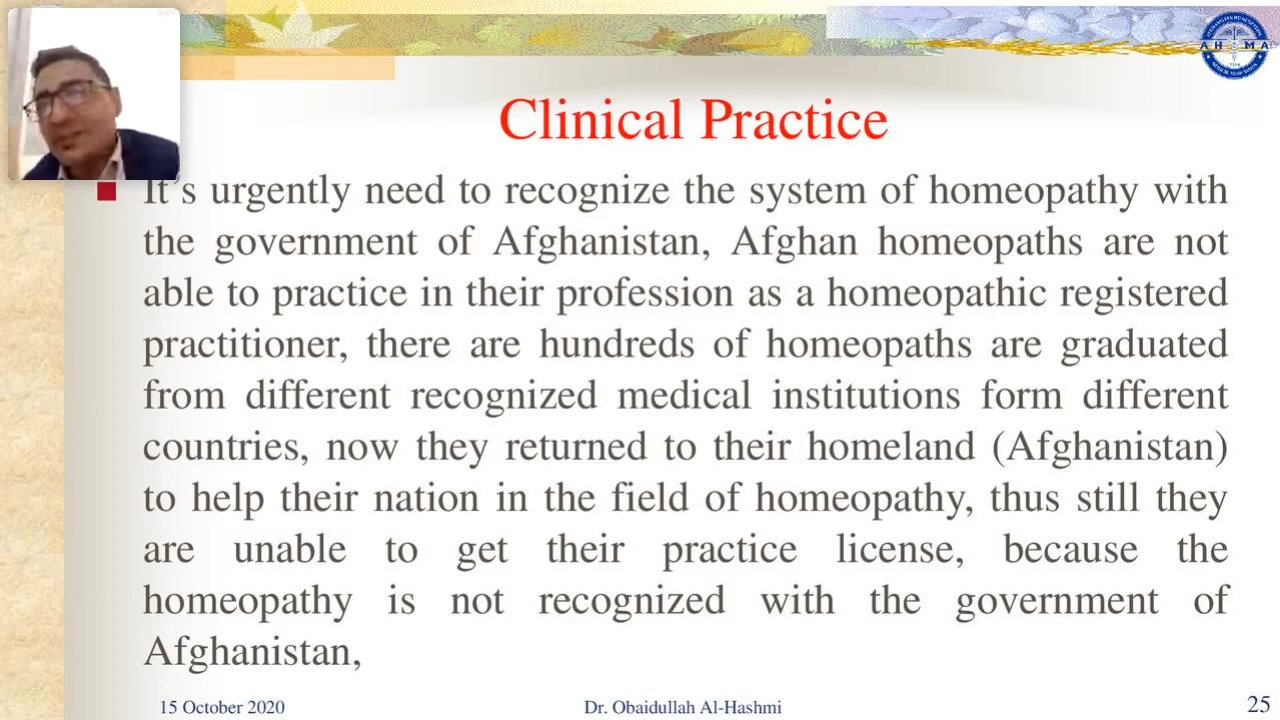 AHMA
Clinical Practice
It's urgently need to recognize the system of homeopathy with
the government of Afghanistan, Afghan homeopaths are not
able to practice in their profession as a homeopathic registered
practitioner, there are hundreds of homeopaths are graduated
from different recognized medical institutions form different
countries, now they returned to their homeland (Afghanistan)
to help their nation in the field of homeopathy, thus still they
are unable to get their practice license, because the
homeopathy is not recognized with the government of
Afghanistan,
15 October 2020
Dr. Obaidullah Al-Hashmi
25